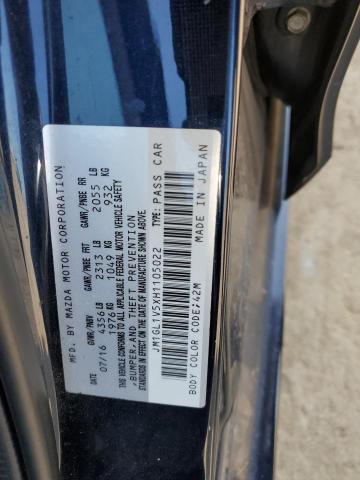 MFD. BY MAZDA MOTOR CORPORATION
DATE GVWR/PNBV GAWR/PNBE FRT GAWR/PNBE RR
07/16 4356 LB 2313 LB 2055 LB
1976 KG 1049 KG 932 KG
THIS VEHICLE CONFORMS TO ALL APPLICABLE FEDERAL MOTOR VEHICLE SAFETY
,BUMPER,AND THEFT PREVENTION
STANDARDS IN EFFECT ON THE DATE OF MANUFACTURE SHOWN ABOVE.
JM1GL1V5XH1105022 TYPE:PASS CAR
BODY COLOR CODE:42M MADE IN JAPAN